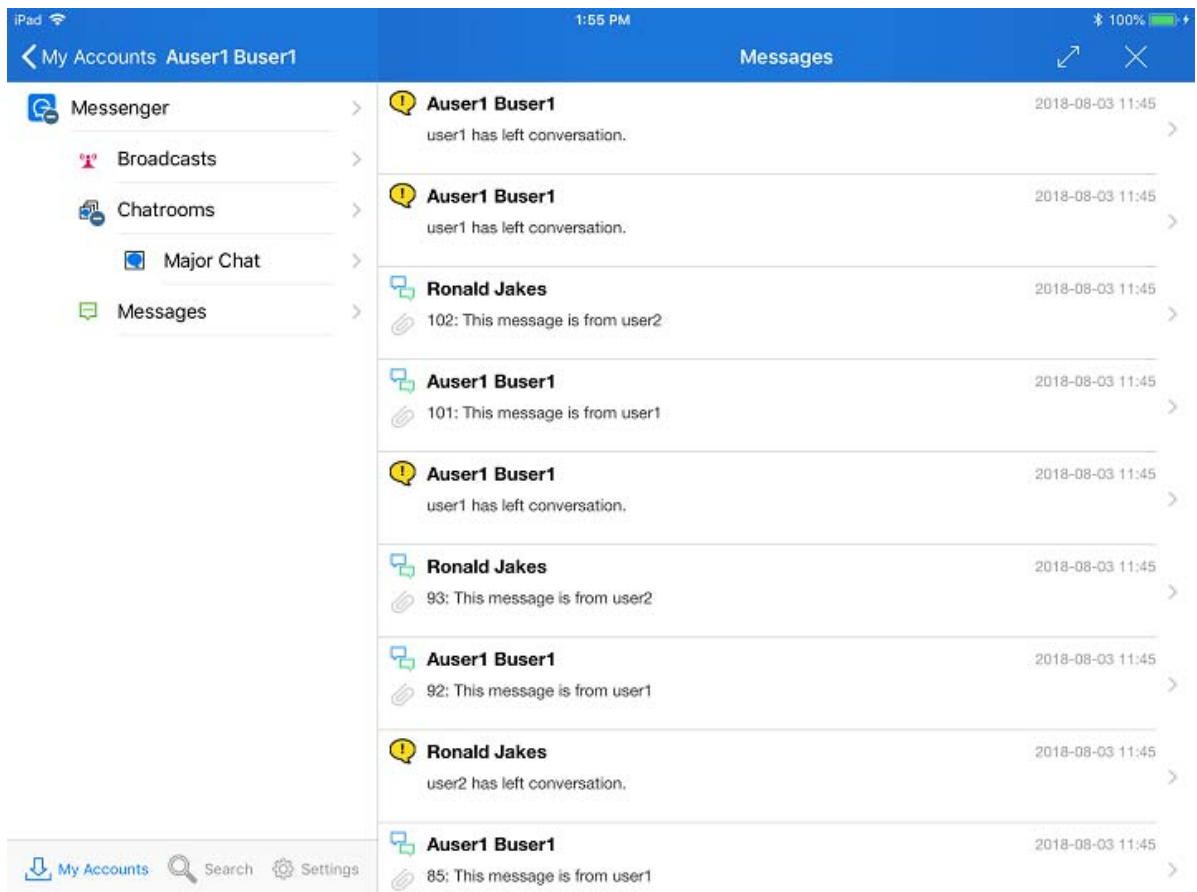 iPad 1:55 PM 100%
My Accounts Auser1 Buser1 Messages
Messenger
Broadcasts
Chatrooms
Major Chat
Messages
My Accounts Search Settings
Auser1 Buser1 2018-08-03 11:45
user1 has left conversation.
Auser1 Buser1 2018-08-03 11:45
user1 has left conversation.
Ronald Jakes 2018-08-03 11:45
102: This message is from user2
Auser1 Buser1 2018-08-03 11:45
101: This message is from user1
Auser1 Buser1 2018-08-03 11:45
user1 has left conversation.
Ronald Jakes 2018-08-03 11:45
93: This message is from user2
Auser1 Buser1 2018-08-03 11:45
92: This message is from user1
Ronald Jakes 2018-08-03 11:45
user2 has left conversation.
Auser1 Buser1 2018-08-03 11:45
85: This message is from user1